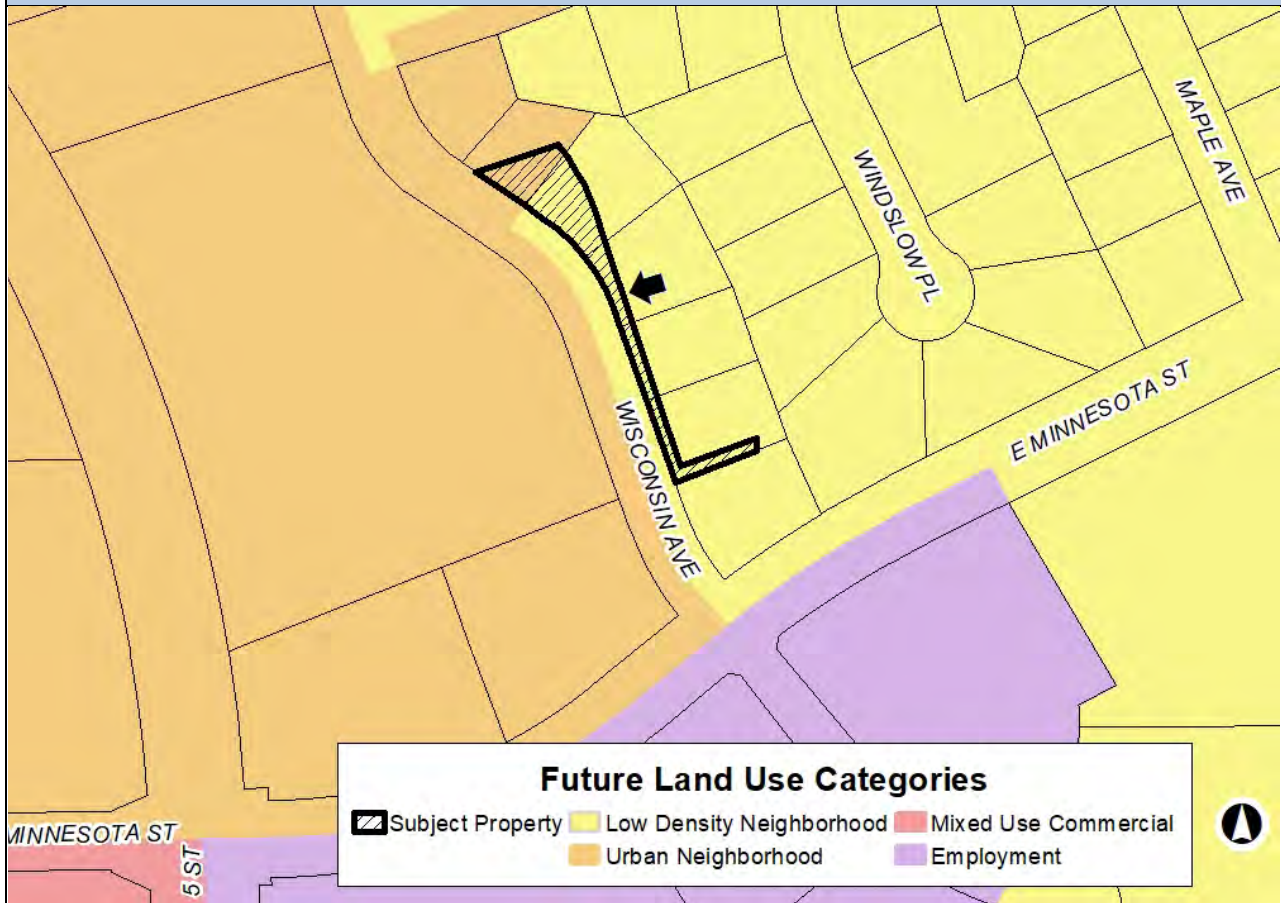 MAPLE AVE
WINDSLOW PL
E MINNESOTA ST
WISCONSIN AVE
MINNESOTA ST
5 ST
Future Land Use Categories
Subject Property
Low Density Neighborhood
Mixed Use Commercial
Urban Neighborhood
Employment